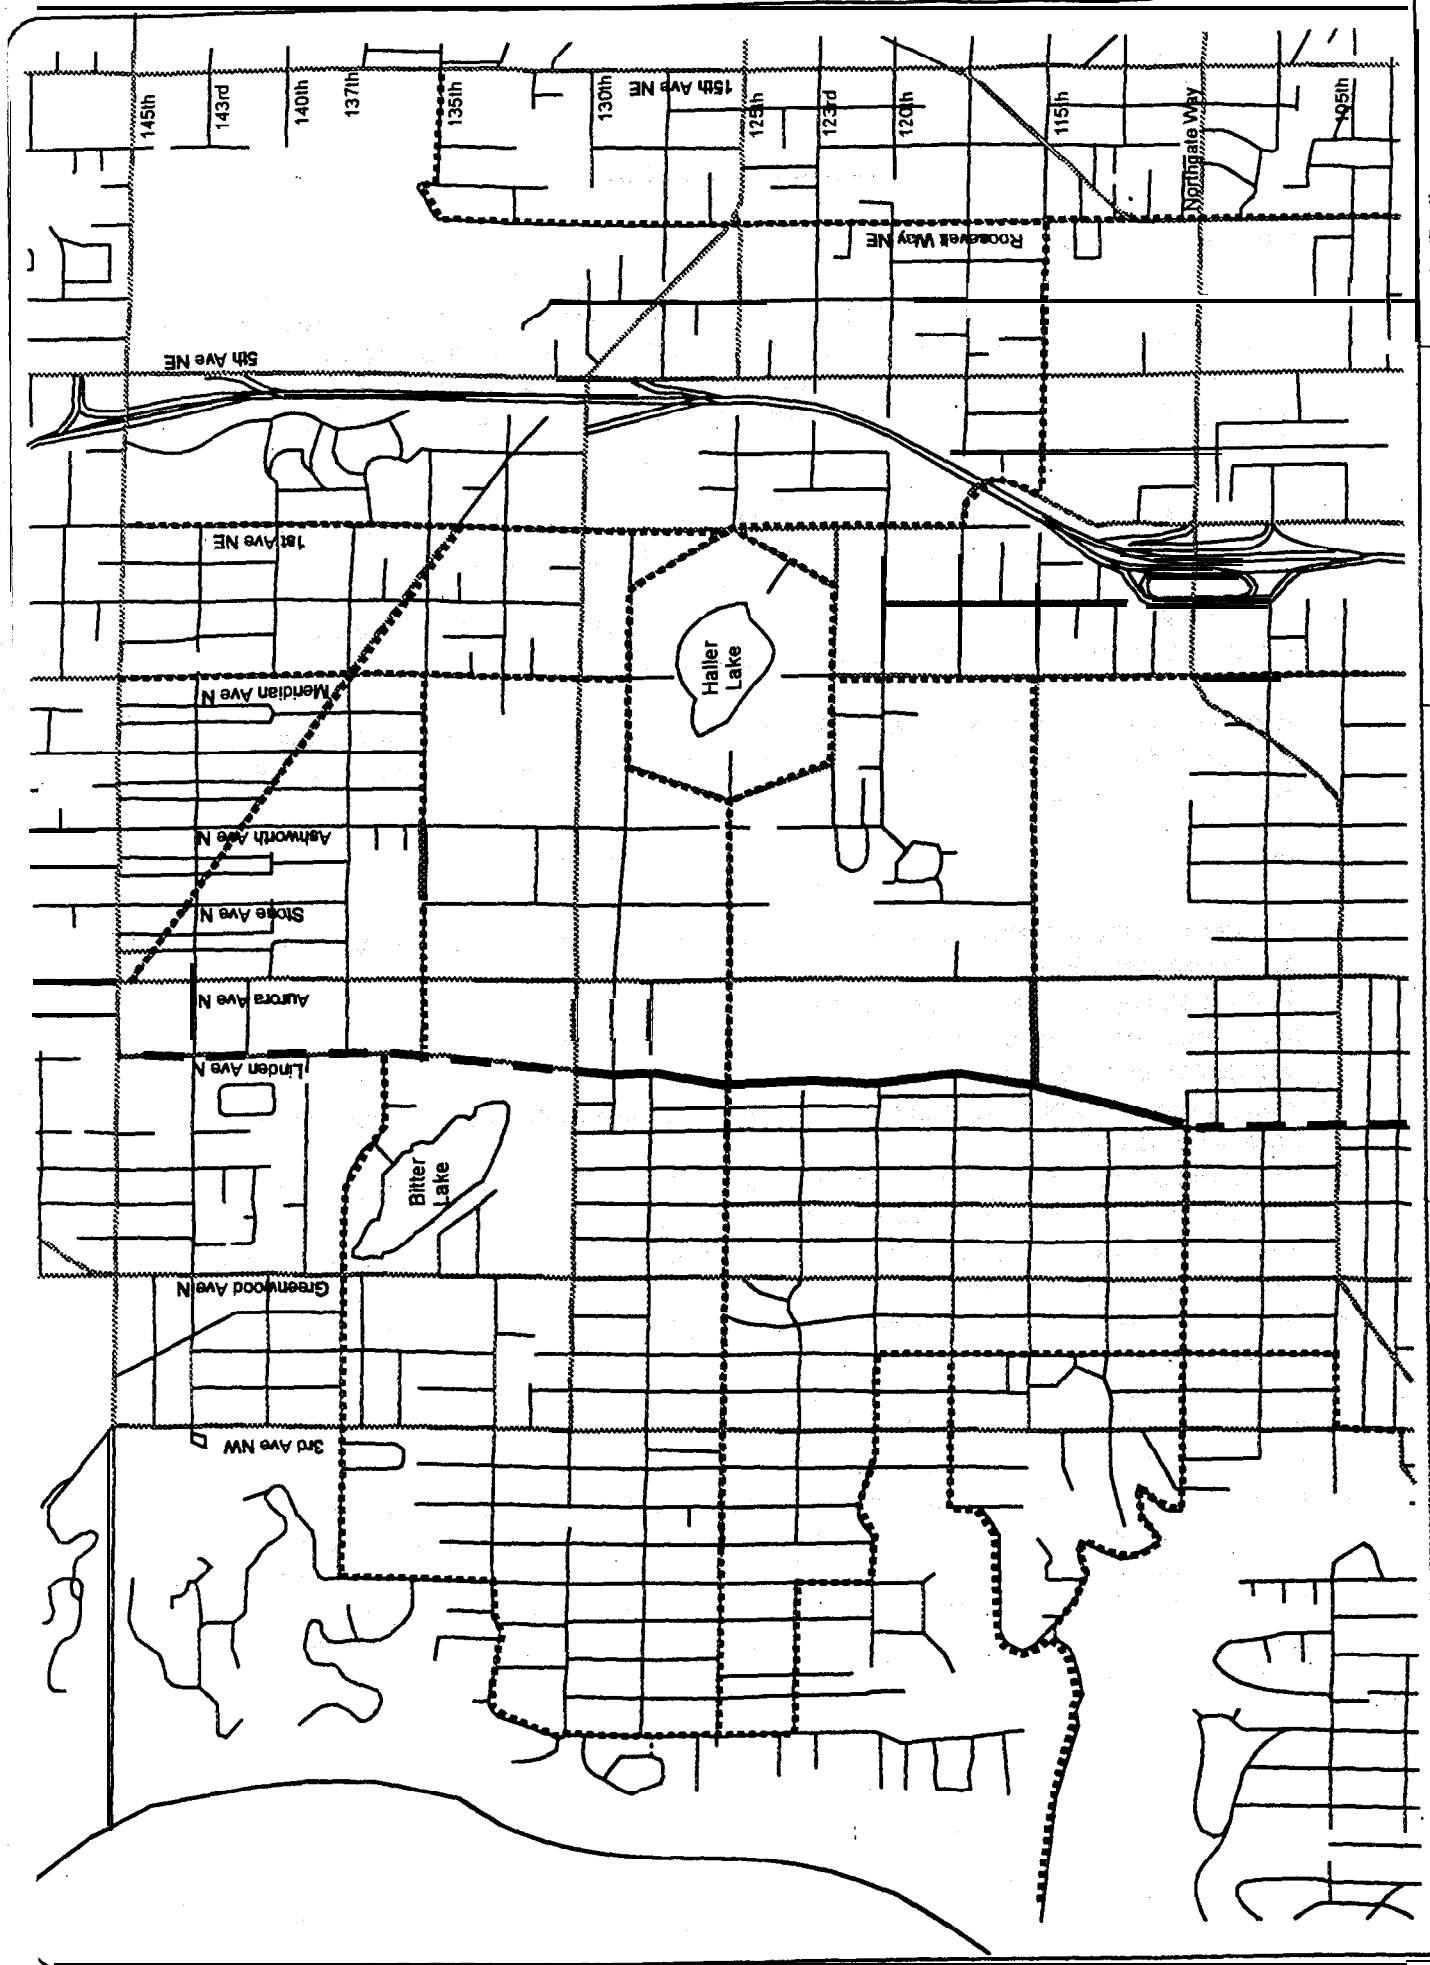 145th
143rd
140th
137th
135th
130th
15th Ave NE
125th
123rd
120th
115th
Northgate Way
105th
Roosevelt Way NE
5th Ave NE
1st Ave NE
Haller
Lake
Meridian Ave N
Ashworth Ave N
Stone Ave N
Aurora Ave N
Linden Ave N
Bitter
Lake
Greenwood Ave N
3rd Ave NW